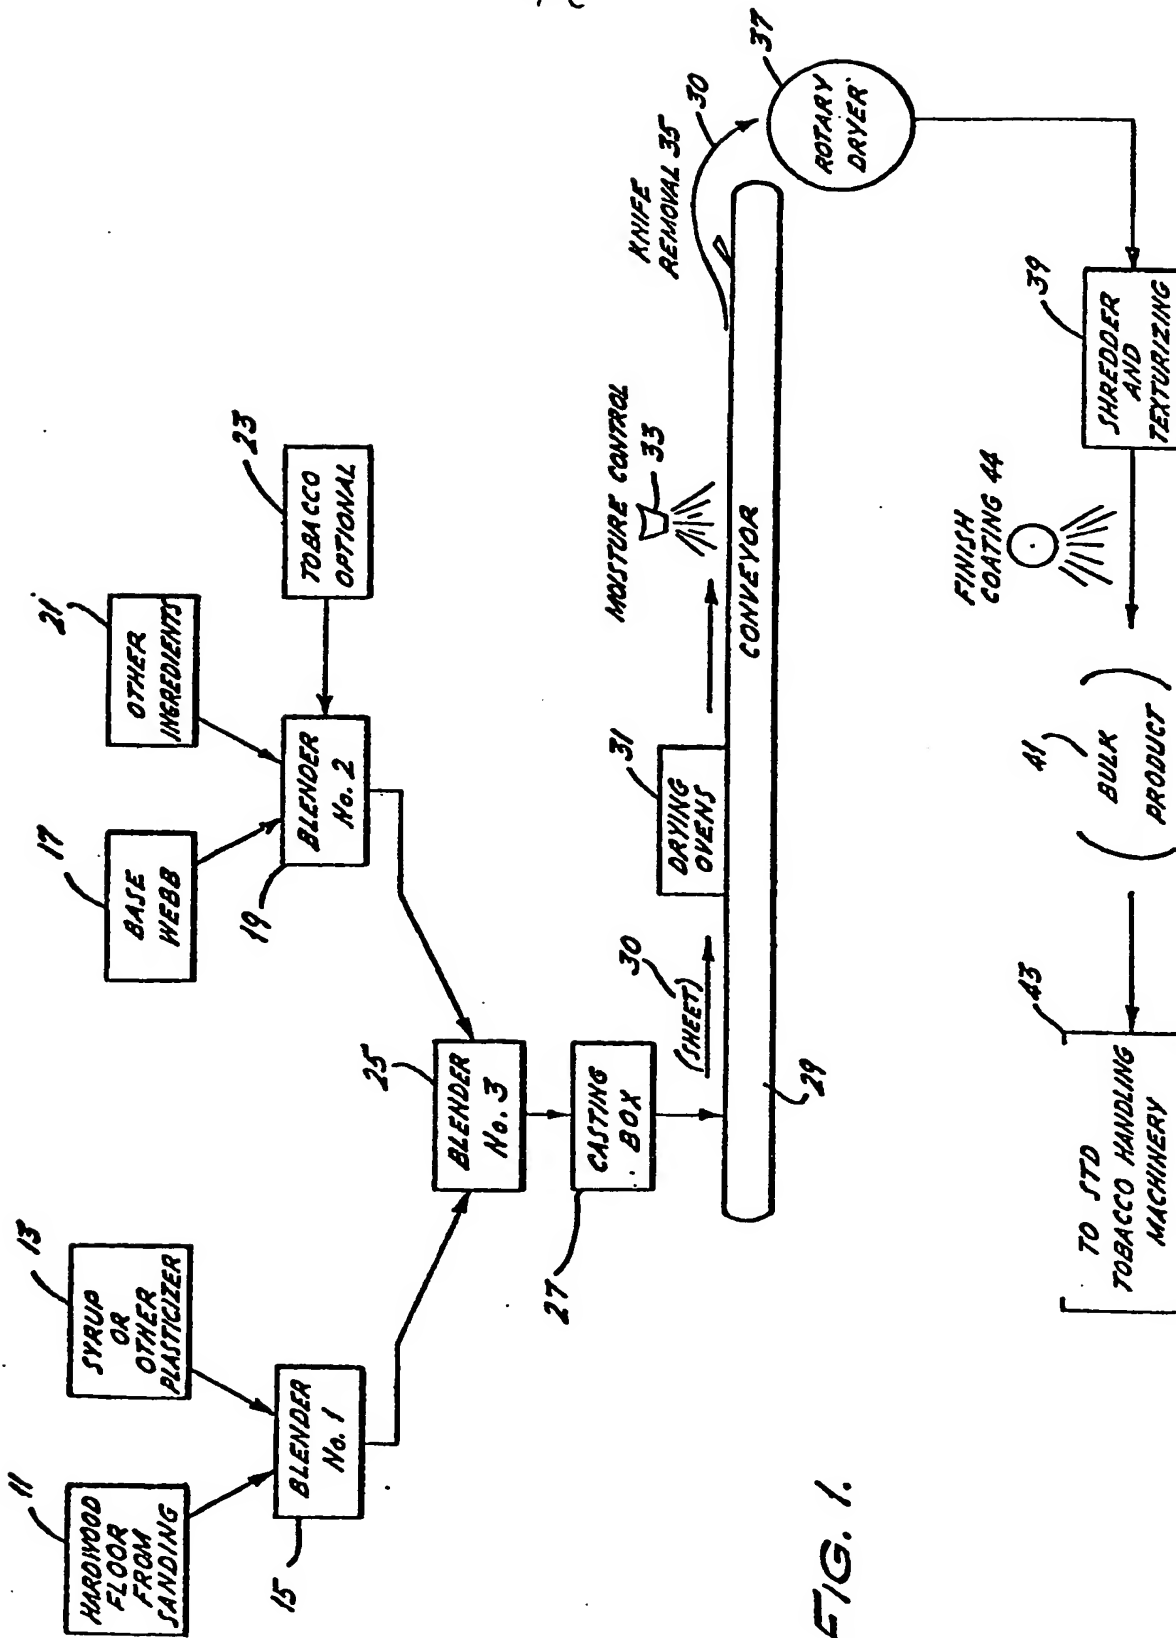 11
HARDWOOD
FLOOR
FROM
SANDING
13
SYRUP
OR
OTHER
PLASTICIZER
15
BLENDER
No. 1
17
BASE
WEBB
21
OTHER
INGREDIENTS
19
BLENDER
No. 2
23
TOBACCO
OPTIONAL
25
BLENDER
No. 3
27
CASTING
BOX
30
(SHEET)
29
31
DRYING
OVENS
MOISTURE CONTROL
33
CONVEYOR
KNIFE
REMOVAL 35
30
37
ROTARY
DRYER
39
SHREDDER
AND
TEXTURIZING
FINISH
COATING 44
41
BULK
PRODUCT
43
TO STD
TOBACCO HANDLING
MACHINERY
FIG. 1.